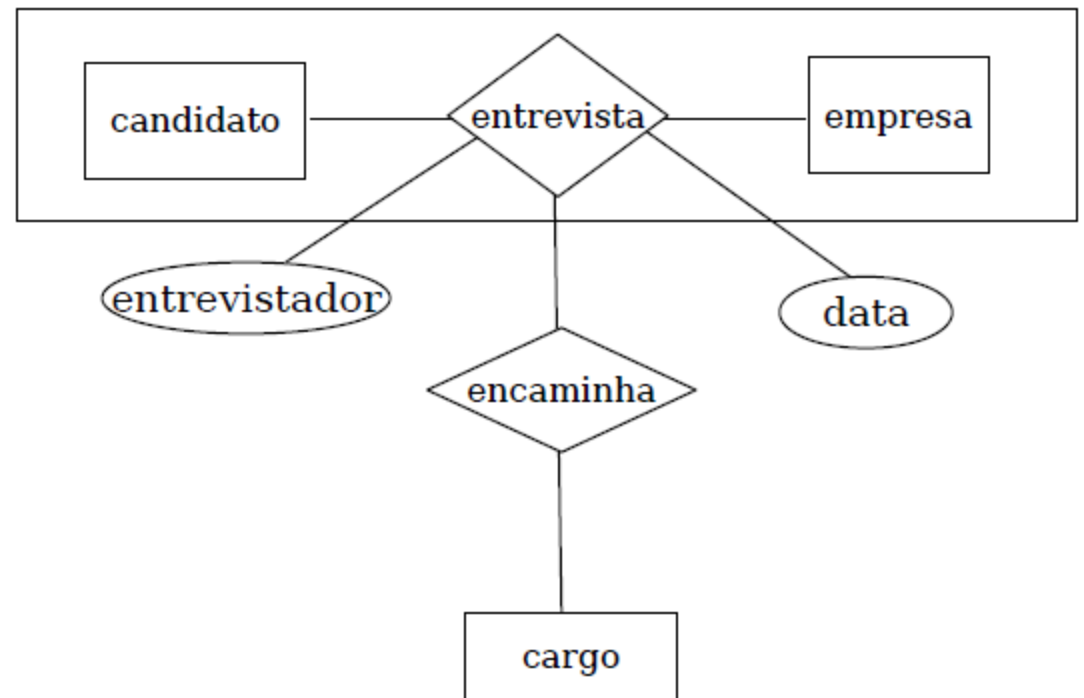 candidato
entrevista
empresa
entrevistador
data
encaminha
cargo